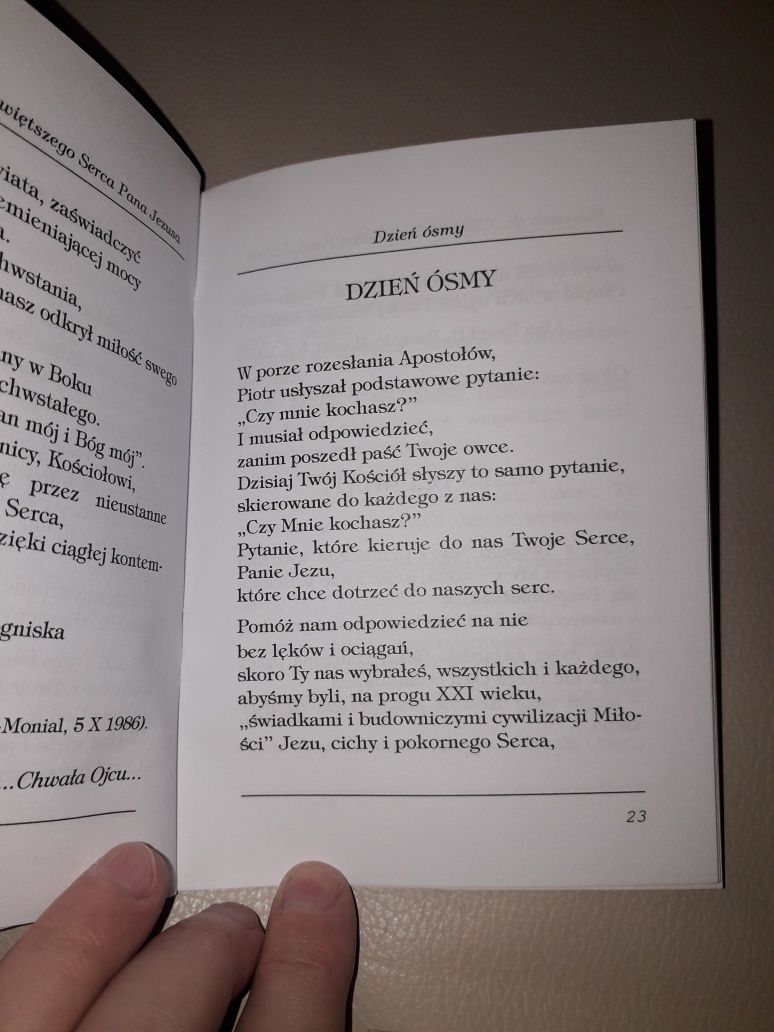 więtszego Serca Pana Jezusa
iata, zaświadczyć
emieniającej mocy
a.
hwstania,
nasz odkrył miłość swego
ny w Boku
chwstałego.
an mój i Bóg mój”.
nicy, Kościołowi,
ę przez nieustanne
Serca,
zięki ciągłej kontem-
gniska
-Monial, 5 X 1986).
...Chwała Ojcu...
Dzień ósmy
DZIEŃ ÓSMY
W porze rozesłania Apostołów,
Piotr usłyszał podstawowe pytanie:
„Czy mnie kochasz?”
I musiał odpowiedzieć,
zanim poszedł paść Twoje owce.
Dzisiaj Twój Kościół słyszy to samo pytanie,
skierowane do każdego z nas:
„Czy Mnie kochasz?”
Pytanie, które kieruje do nas Twoje Serce,
Panie Jezu,
które chce dotrzeć do naszych serc.
Pomóż nam odpowiedzieć na nie
bez lęków i ociągań,
skoro Ty nas wybrałeś, wszystkich i każdego,
abyśmy byli, na progu XXI wieku,
„świadkami i budowniczymi cywilizacji Miło-
ści” Jezu, cichy i pokornego Serca,
23